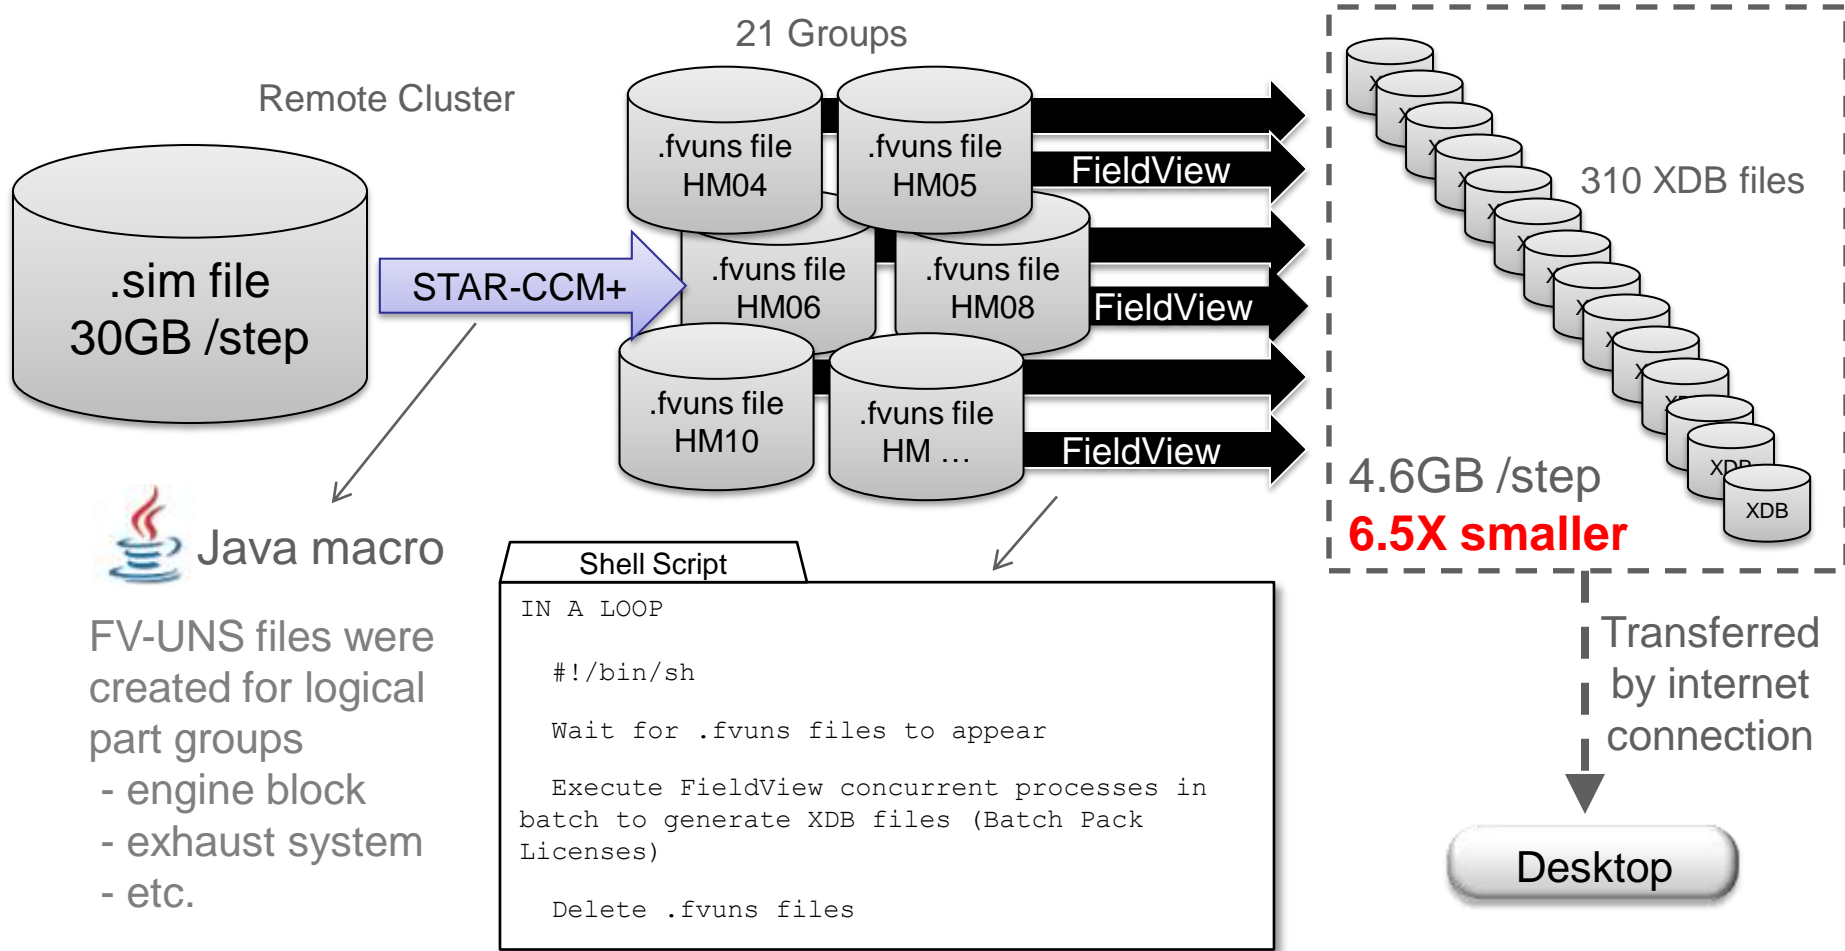 21 Groups
Remote Cluster
.sim file
30GB /step
STAR-CCM+
.fvuns file
HM04
.fvuns file
HM05
.fvuns file
HM06
.fvuns file
HM08
.fvuns file
HM10
.fvuns file
HM ...
FieldView
FieldView
FieldView
310 XDB files
XDB
XDB
4.6GB /step
6.5X smaller
Java macro
FV-UNS files were
created for logical
part groups
- engine block
- exhaust system
- etc.
Shell Script
IN A LOOP
#!/bin/sh
Wait for .fvuns files to appear
Execute FieldView concurrent processes in
batch to generate XDB files (Batch Pack
Licenses)
Delete .fvuns files
Transferred
by internet
connection
Desktop